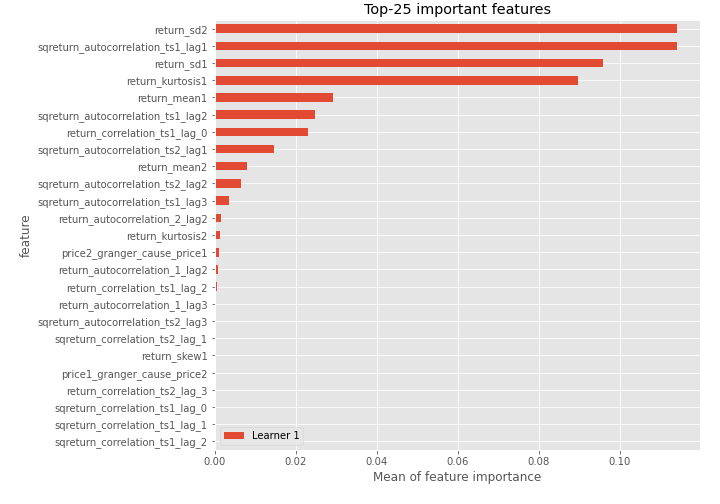 Top-25 important features
return_sd2
sqreturn_autocorrelation_ts1_lag1
return_sd1
return_kurtosis1
return_mean1
sqreturn_autocorrelation_ts1_lag2
return_correlation_ts1_lag_0
sqreturn_autocorrelation_ts2_lag1
return_mean2
sqreturn_autocorrelation_ts2_lag2
sqreturn_autocorrelation_ts1_lag3
return_autocorrelation_2_lag2
return_kurtosis2
price2_granger_cause_price1
return_autocorrelation_1_lag2
return_correlation_ts1_lag_2
return_autocorrelation_1_lag3
sqreturn_autocorrelation_ts2_lag3
sqreturn_correlation_ts2_lag_1
return_skew1
price1_granger_cause_price2
return_correlation_ts2_lag_3
sqreturn_correlation_ts1_lag_0
sqreturn_correlation_ts1_lag_1
sqreturn_correlation_ts1_lag_2
feature
Learner 1
0.00 0.02 0.04 0.06 0.08 0.10
Mean of feature importance